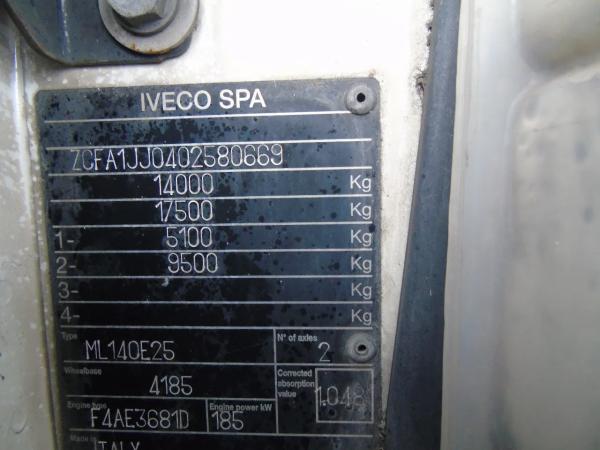 IVECO SPA
ZCFA1JJ0402580669
14000 Kg
17500 Kg
1- 5100 Kg
2- 9500 Kg
3- Kg
4- Kg
Type ML140E25 N° of axles 2
Wheelbase 4185 Corrected absorption value 1.048
Engine type F4AE3681D Engine power kW 185
Made in ITALY